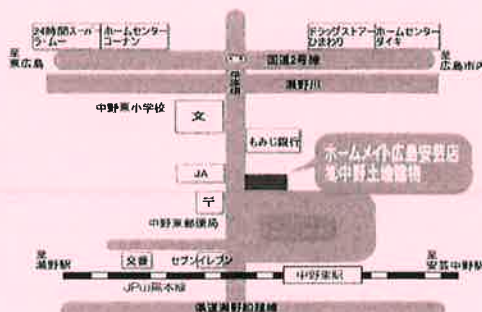 24時間スーパー
ラ・ムー
ホームセンター
コーナン
ドラッグストアー
ひまわり
ホームセンター
ダイキ
至
東広島
国道2号線
至
広島市内
瀬野川
中野東小学校
文
もみじ銀行
ホームメイト広島安芸店
㈲中野土地建物
JA
〒
中野東郵便局
至
瀬野駅
交番
セブンイレブン
中野東駅
至
安芸中野駅
JR山陽本線
県道瀬野船越線